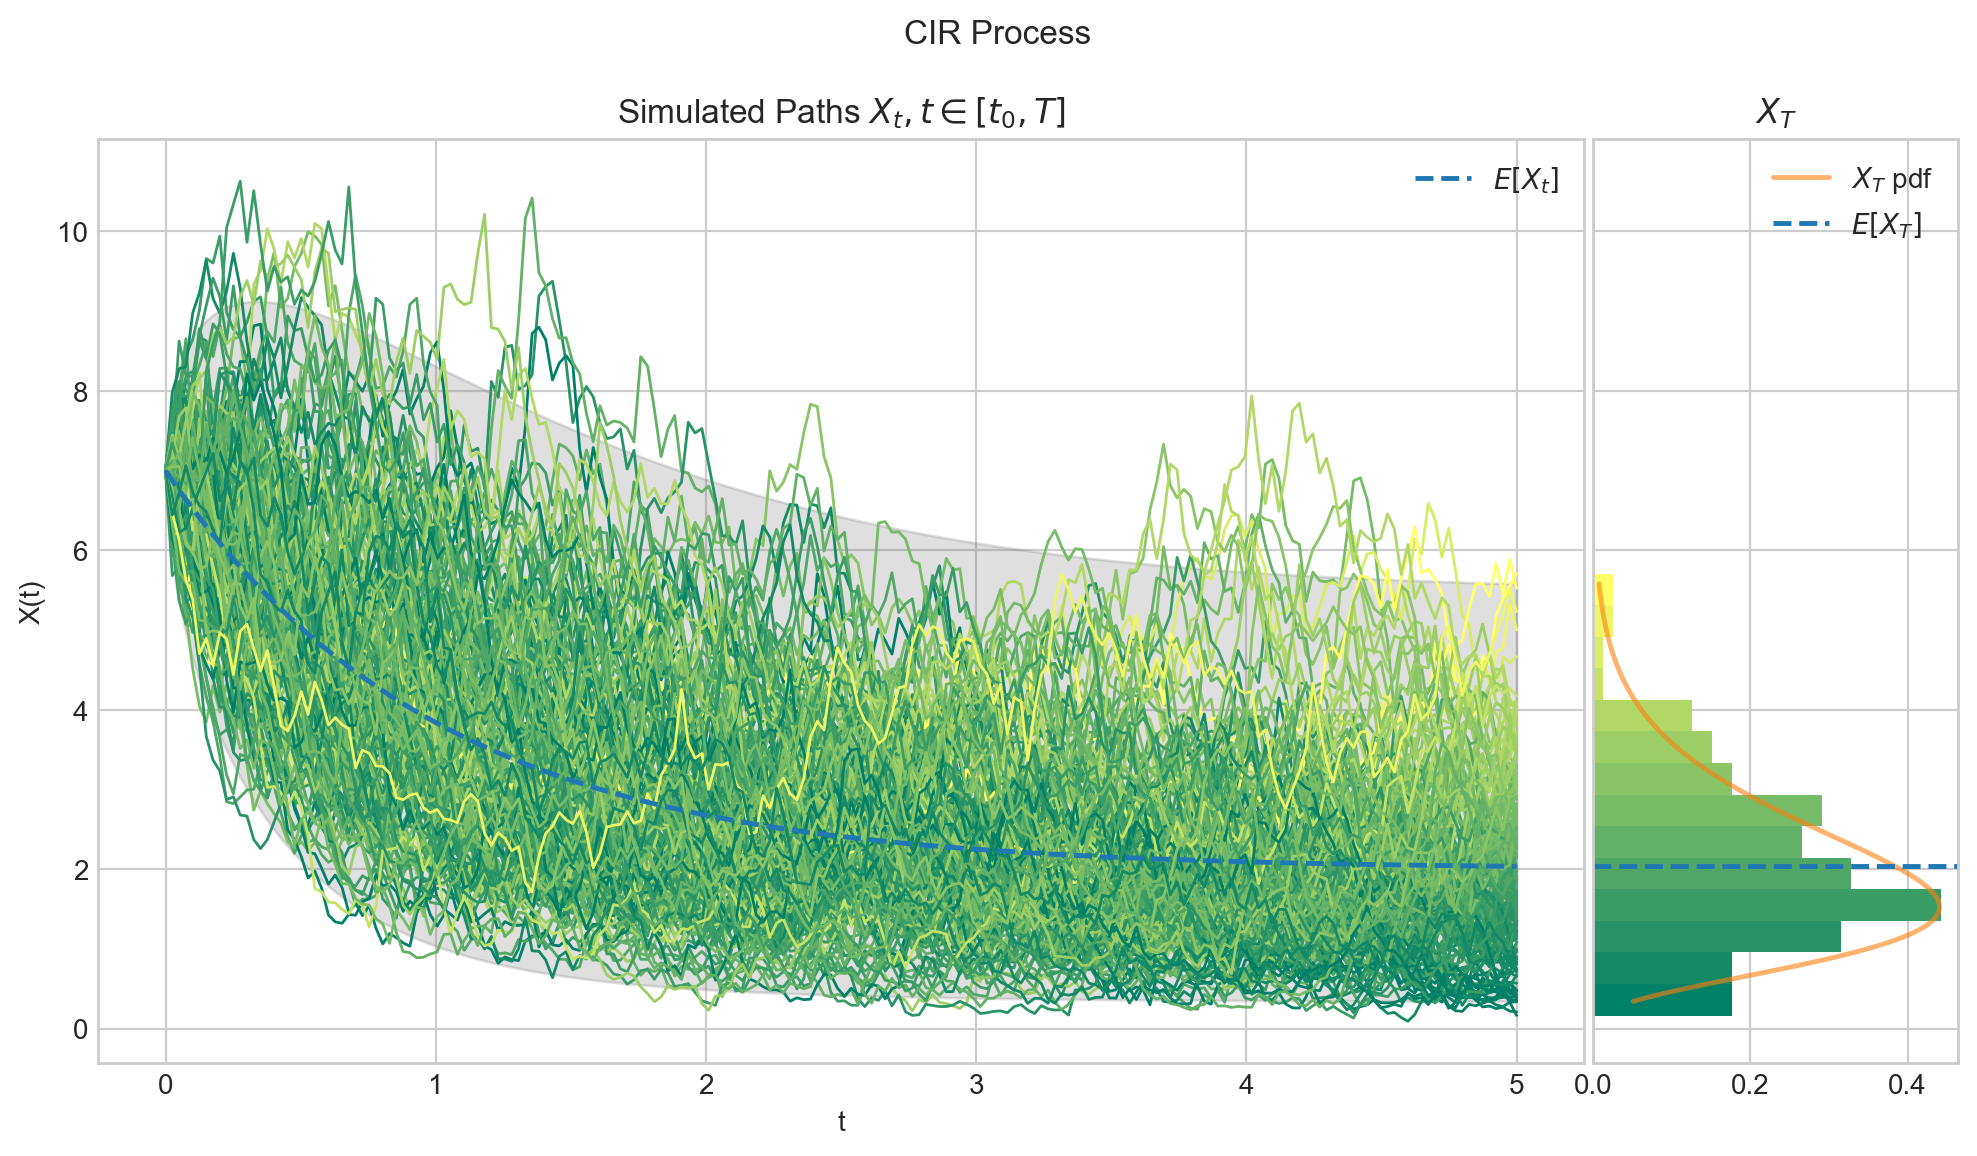 CIR Process
Simulated Paths $X_t, t \in [t_0, T]$
$X_T$
$E[X_t]$
$X_T$ pdf
$E[X_T]$
X(t)
10
8
6
4
2
0
0 1 2 3 4 5
0.0 0.2 0.4
t